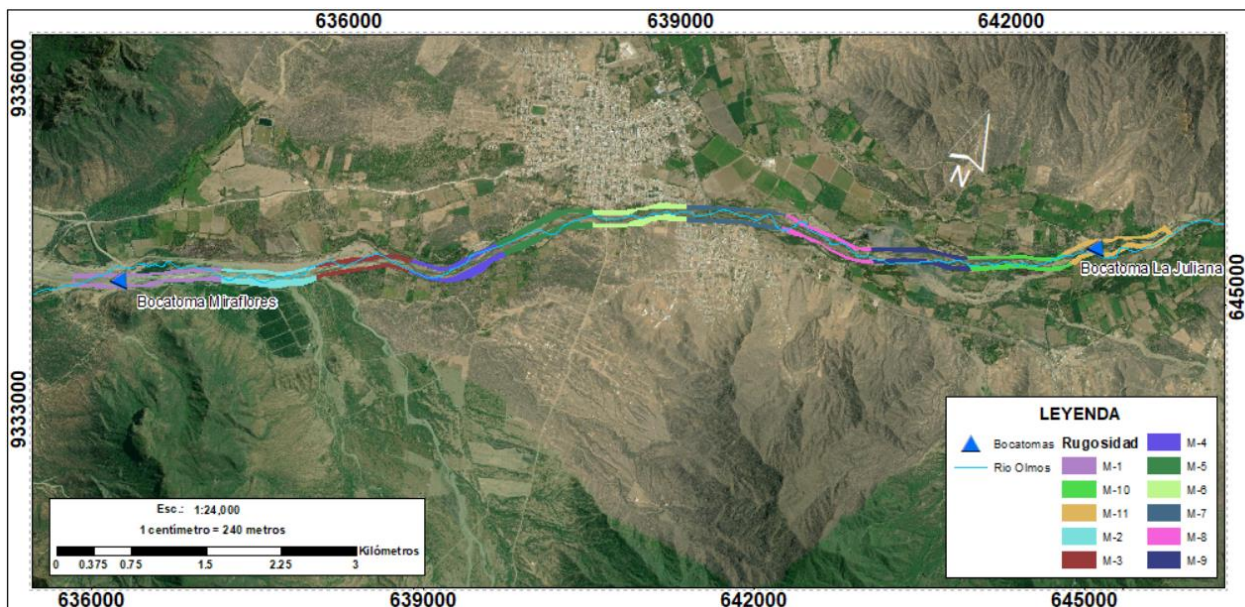 636000
639000
642000
9336000
9333000
645000
N
Bocatoma Miraflores
Bocatoma La Juliana
LEYENDA
Bocatomas
Rio Olmos
Rugosidad
M-1
M-10
M-11
M-2
M-3
M-4
M-5
M-6
M-7
M-8
M-9
Esc.: 1:24,000
1 centimetro = 240 metros
Kilómetros
0 0.375 0.75 1.5 2.25 3
636000
639000
642000
645000